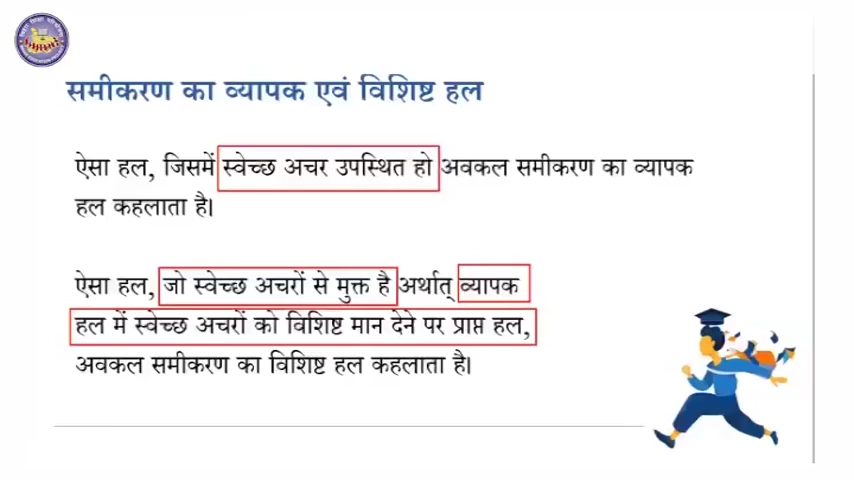 समीकरण का व्यापक एवं विशिष्ट हल
ऐसा हल, जिसमें स्वेच्छ अचर उपस्थित हो अवकल समीकरण का व्यापक
हल कहलाता है।
ऐसा हल, जो स्वेच्छ अचरों से मुक्त है अर्थात् व्यापक
हल में स्वेच्छ अचरों को विशिष्ट मान देने पर प्राप्त हल,
अवकल समीकरण का विशिष्ट हल कहलाता है।